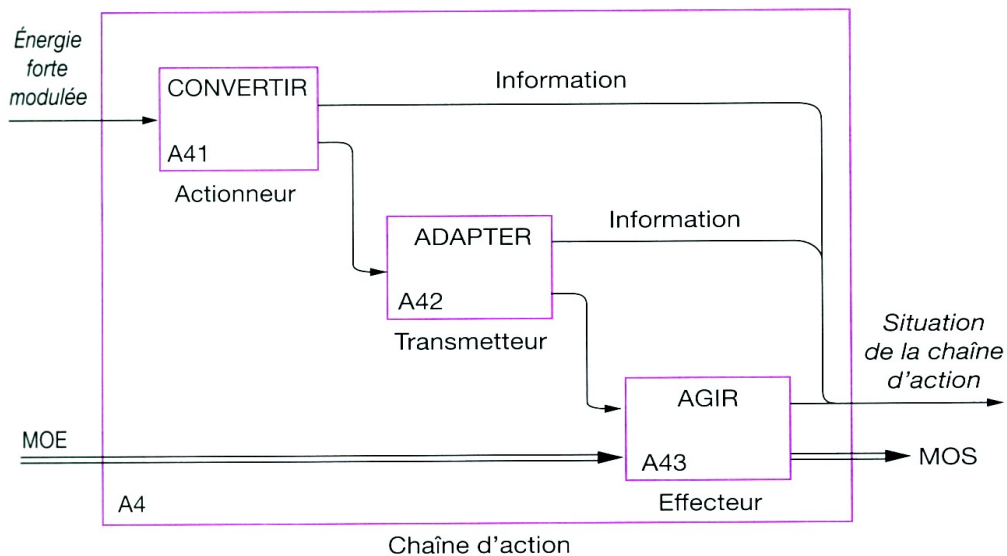 Énergie
forte
modulée
CONVERTIR
A41
Actionneur
Information
ADAPTER
A42
Transmetteur
Information
AGIR
A43
Effecteur
Situation
de la chaîne
d'action
MOE
MOS
A4
Chaîne d'action